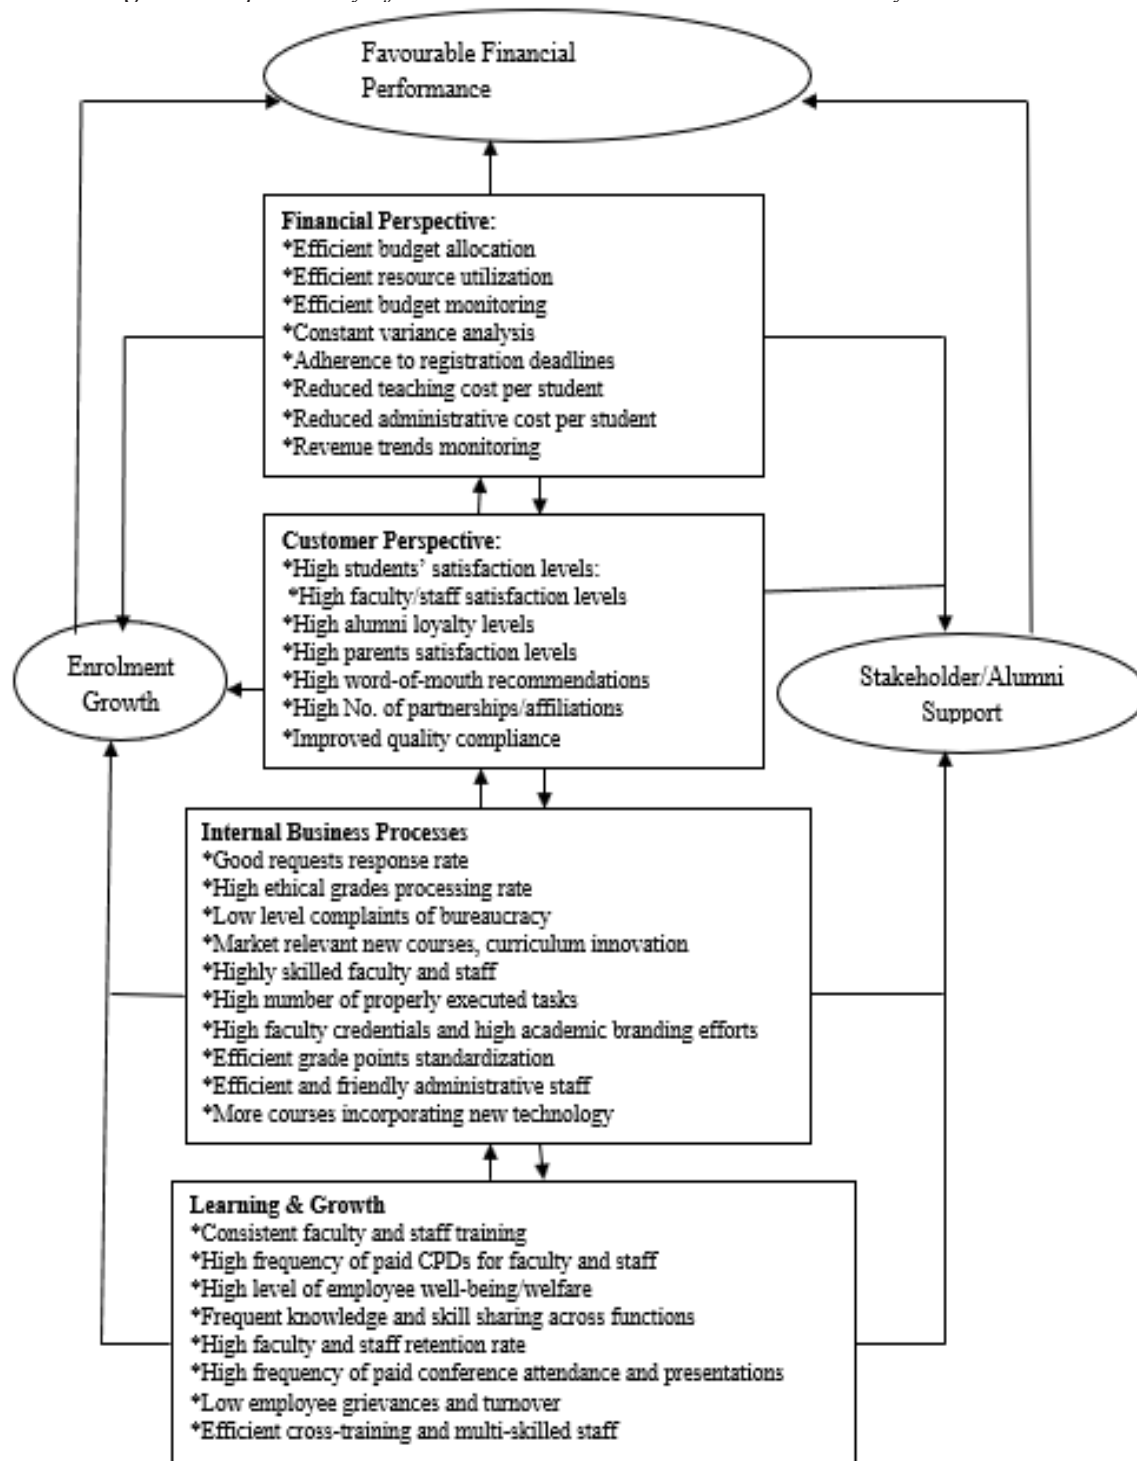 Favourable Financial
Performance
Financial Perspective:
*Efficient budget allocation
*Efficient resource utilization
*Efficient budget monitoring
*Constant variance analysis
*Adherence to registration deadlines
*Reduced teaching cost per student
*Reduced administrative cost per student
*Revenue trends monitoring
Customer Perspective:
*High students’ satisfaction levels:
*High faculty/staff satisfaction levels
*High alumni loyalty levels
*High parents satisfaction levels
*High word-of-mouth recommendations
*High No. of partnerships/affiliations
*Improved quality compliance
Enrolment
Growth
Stakeholder/Alumni
Support
Internal Business Processes
*Good requests response rate
*High ethical grades processing rate
*Low level complaints of bureaucracy
*Market relevant new courses, curriculum innovation
*Highly skilled faculty and staff
*High number of properly executed tasks
*High faculty credentials and high academic branding efforts
*Efficient grade points standardization
*Efficient and friendly administrative staff
*More courses incorporating new technology
Learning & Growth
*Consistent faculty and staff training
*High frequency of paid CPDs for faculty and staff
*High level of employee well-being/welfare
*Frequent knowledge and skill sharing across functions
*High faculty and staff retention rate
*High frequency of paid conference attendance and presentations
*Low employee grievances and turnover
*Efficient cross-training and multi-skilled staff